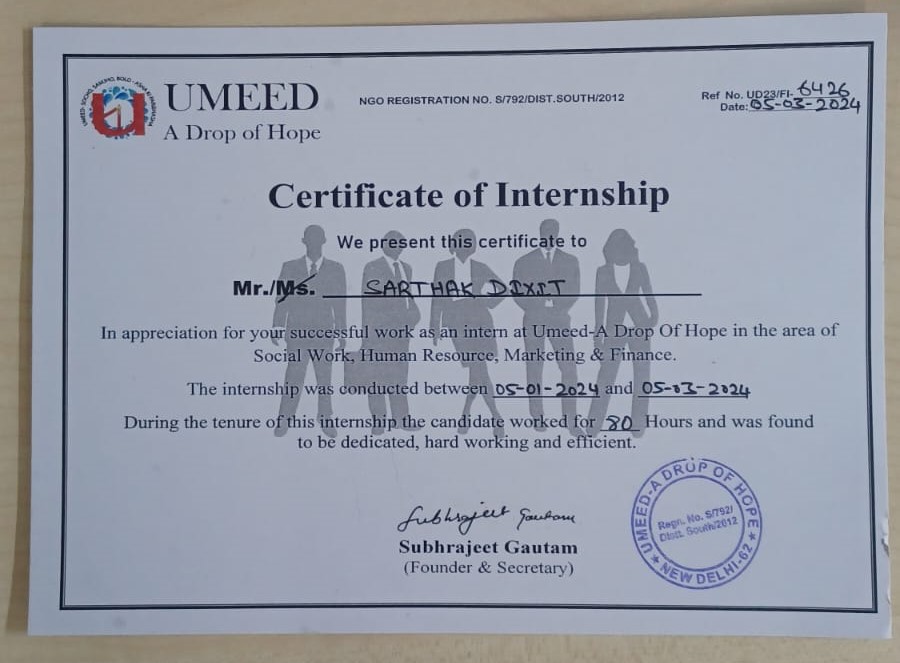 UMEED
A Drop of Hope
NGO REGISTRATION NO. S/792/DIST.SOUTH/2012
Ref No. UD23/FI- 6426
Date: 05-03-2024
Certificate of Internship
We present this certificate to
Mr./Ms. SARTHAK DIXIT
In appreciation for your successful work as an intern at Umeed-A Drop Of Hope in the area of
Social Work, Human Resource, Marketing & Finance.
The internship was conducted between 05-01-2024 and 05-03-2024
During the tenure of this internship the candidate worked for 80 Hours and was found
to be dedicated, hard working and efficient.
Subhrajeet Gautam
Subhrajeet Gautam
(Founder & Secretary)
UMEED-A DROP OF HOPE
Regn. No. S/792/
Distt. South/2012
NEW DELHI-62